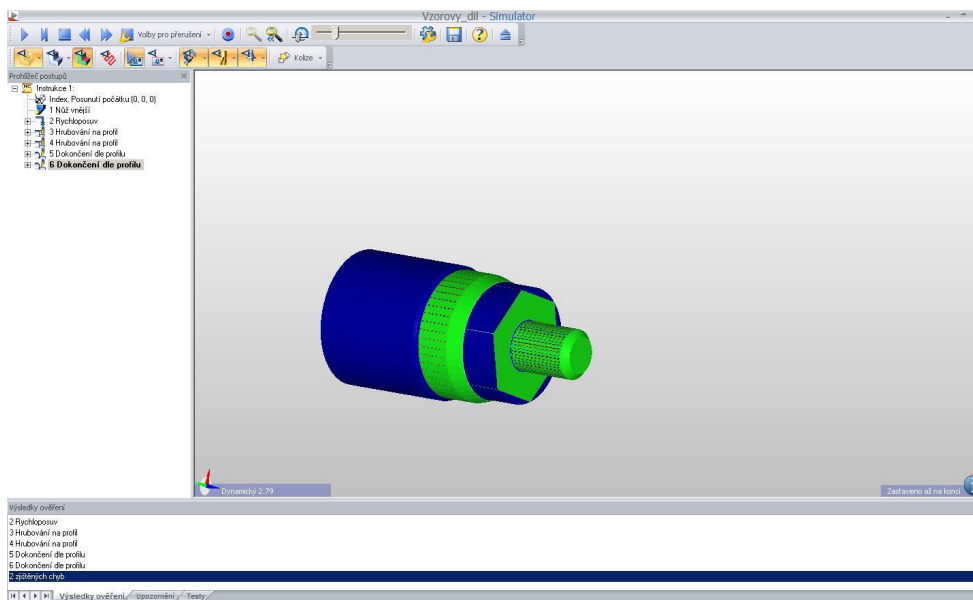 Vzorovy_dil - Simulator
Volby pro přerušení
Kolize
Prohlížeč postupů
Instrukce 1:
Index, Posunutí počátku (0, 0, 0)
1 Nůž vnější
2 Rychloposuv
3 Hrubování na profil
4 Hrubování na profil
5 Dokončení dle profilu
6 Dokončení dle profilu
Dynamický 2.79
Zastaveno až na konci
Výsledky ověření
2 Rychloposuv
3 Hrubování na profil
4 Hrubování na profil
5 Dokončení dle profilu
6 Dokončení dle profilu
2 zjištěných chyb
Výsledky ověření / Upozornění / Testy